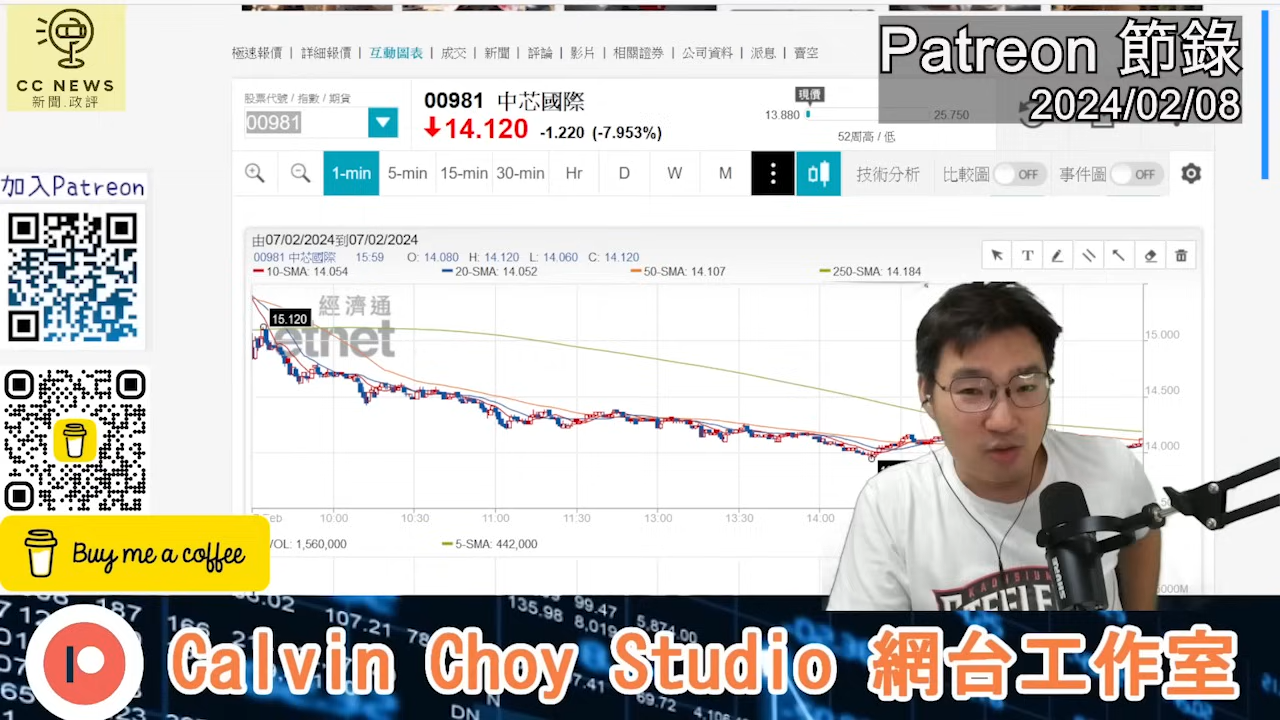 CC NEWS
新聞.政評
加入Patreon
Buy me a coffee
Patreon 節錄
2024/02/08
極速報價 | 詳細報價 | 互動圖表 | 成交 | 新聞 | 評論 | 影片 | 相關證券 | 公司資料 | 派息 | 賣空
股票代號 / 指數 / 期貨
00981
00981 中芯國際
14.120 -1.220 (-7.953%)
現價
13.880 25.750
52周高 / 低
1-min 5-min 15-min 30-min Hr D W M
技術分析 比較圖 OFF 事件圖 OFF
由07/02/2024到07/02/2024
00981 中芯國際 15:59 O: 14.080 H: 14.120 L: 14.060 C: 14.120
10-SMA: 14.054 20-SMA: 14.052 50-SMA: 14.107 250-SMA: 14.184
T
經濟通
etnet
15.120
15.000
14.500
14.000
10:00 10:30 11:00 11:30 13:00 13:30 14:00
VOL: 1,560,000 5-SMA: 442,000
Calvin Choy Studio 網台工作室